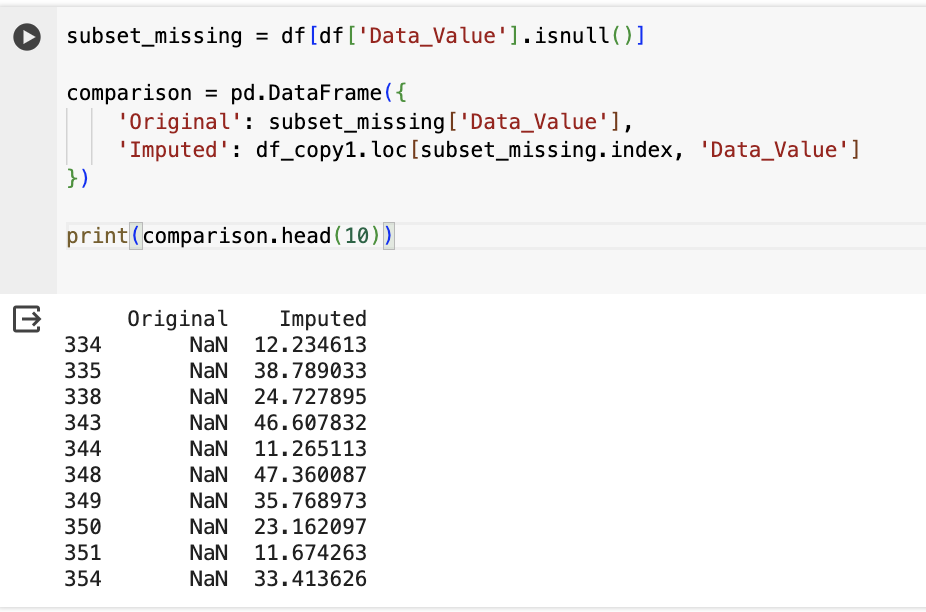 subset_missing = df[df['Data_Value'].isnull()]
comparison = pd.DataFrame({
'Original': subset_missing['Data_Value'],
'Imputed': df_copy1.loc[subset_missing.index, 'Data_Value']
})
print(comparison.head(10))
Original Imputed
334 NaN 12.234613
335 NaN 38.789033
338 NaN 24.727895
343 NaN 46.607832
344 NaN 11.265113
348 NaN 47.360087
349 NaN 35.768973
350 NaN 23.162097
351 NaN 11.674263
354 NaN 33.413626